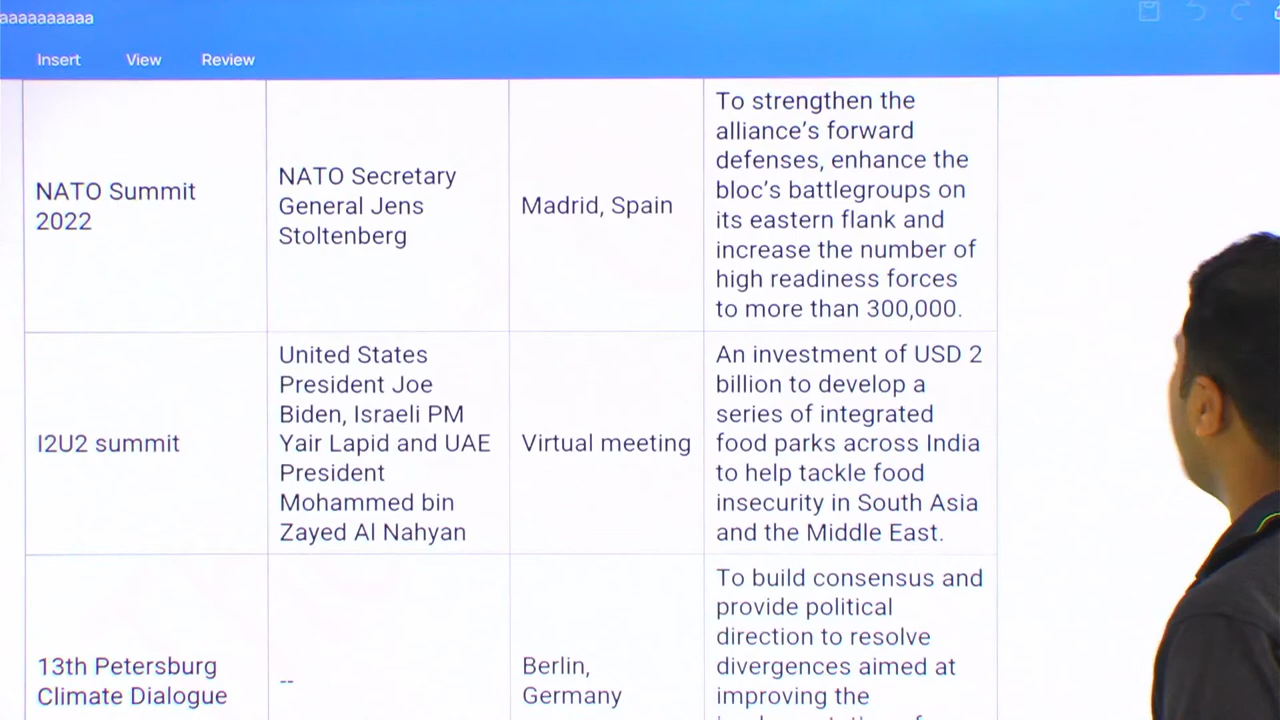 aaaaaaaaaa
Insert View Review
NATO Summit
2022
NATO Secretary
General Jens
Stoltenberg
Madrid, Spain
To strengthen the
alliance’s forward
defenses, enhance the
bloc’s battlegroups on
its eastern flank and
increase the number of
high readiness forces
to more than 300,000.
I2U2 summit
United States
President Joe
Biden, Israeli PM
Yair Lapid and UAE
President
Mohammed bin
Zayed Al Nahyan
Virtual meeting
An investment of USD 2
billion to develop a
series of integrated
food parks across India
to help tackle food
insecurity in South Asia
and the Middle East.
13th Petersburg
Climate Dialogue
--
Berlin,
Germany
To build consensus and
provide political
direction to resolve
divergences aimed at
improving the